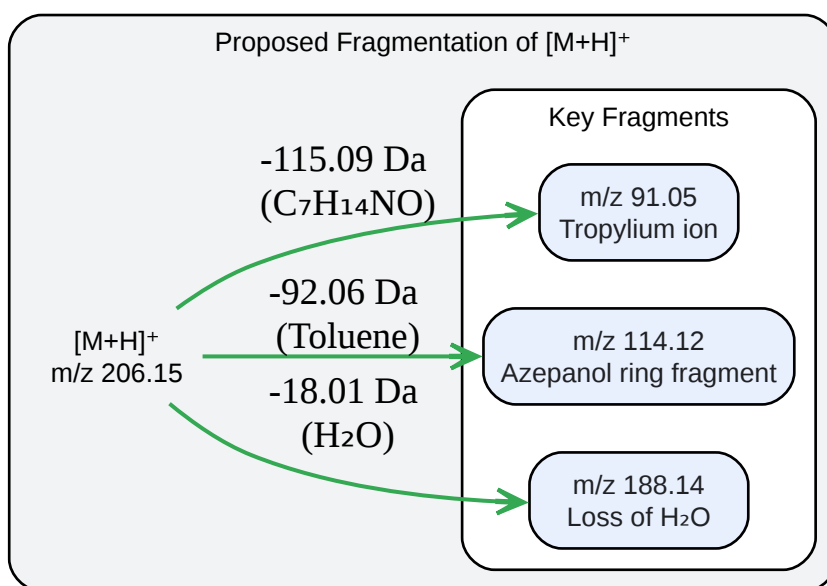 Proposed Fragmentation of [M+H]⁺
Key Fragments
-115.09 Da
(C₇H₁₄NO)
m/z 91.05
Tropylium ion
-92.06 Da
(Toluene)
[M+H]⁺
m/z 206.15
m/z 114.12
Azepanol ring fragment
-18.01 Da
(H₂O)
m/z 188.14
Loss of H₂O